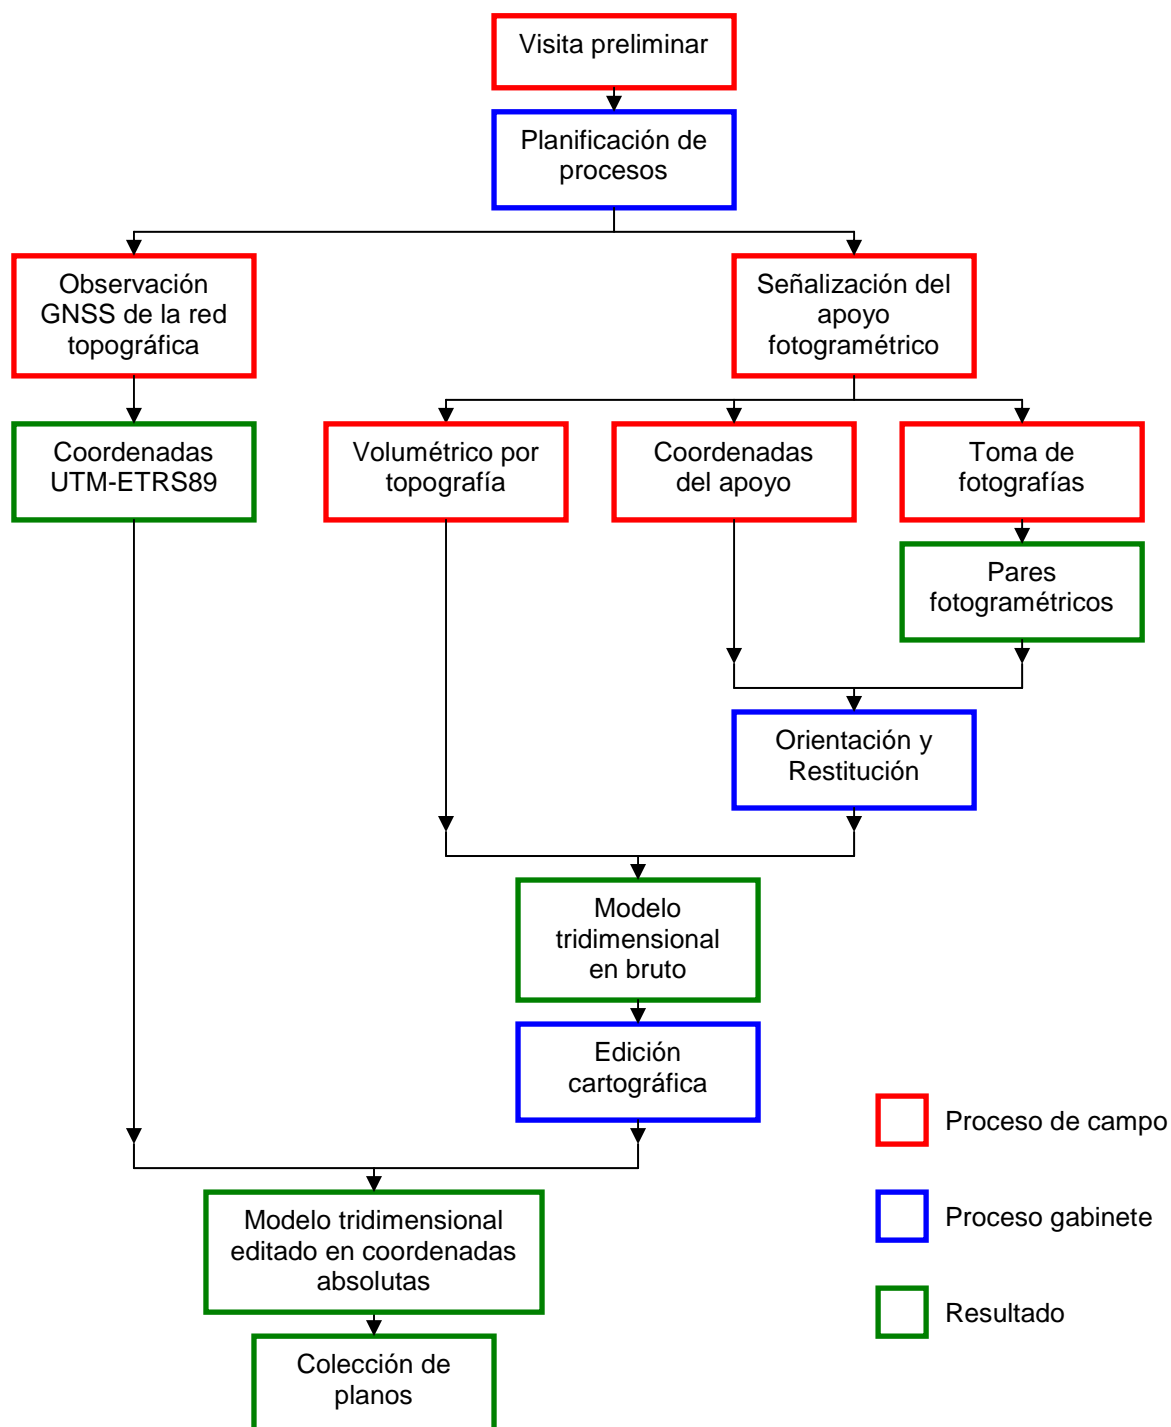 Visita preliminar
Planificación de
procesos
Observación
GNSS de la red
topográfica
Señalización del
apoyo
fotogramétrico
Coordenadas
UTM-ETRS89
Volumétrico por
topografía
Coordenadas
del apoyo
Toma de
fotografías
Pares
fotogramétricos
Orientación y
Restitución
Modelo
tridimensional
en bruto
Edición
cartográfica
Proceso de campo
Proceso gabinete
Resultado
Modelo tridimensional
editado en coordenadas
absolutas
Colección de
planos